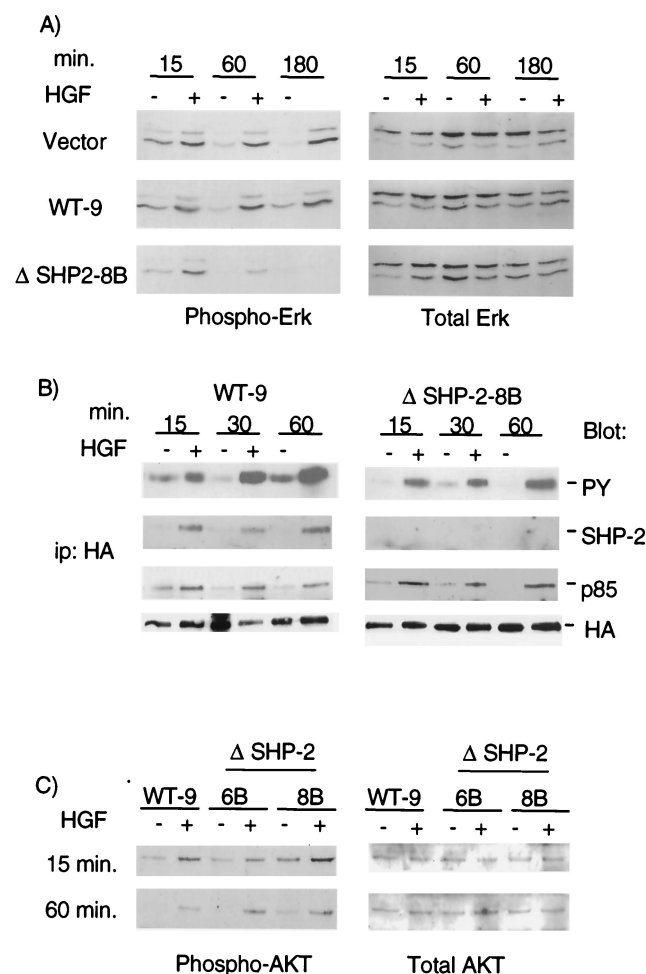 A)
min. 15 60 180 15 60 180
HGF - + - + - - + - + - +
Vector
WT-9
Δ SHP2-8B
Phospho-Erk Total Erk
B)
WT-9 Δ SHP-2-8B
min. 15 30 60 15 30 60 Blot:
HGF - + - + - - + - + -
PY
ip: HA
SHP-2
p85
HA
Δ SHP-2 Δ SHP-2
C)
WT-9 6B 8B WT-9 6B 8B
HGF - + - + - + - + - + - +
15 min.
60 min.
Phospho-AKT Total AKT